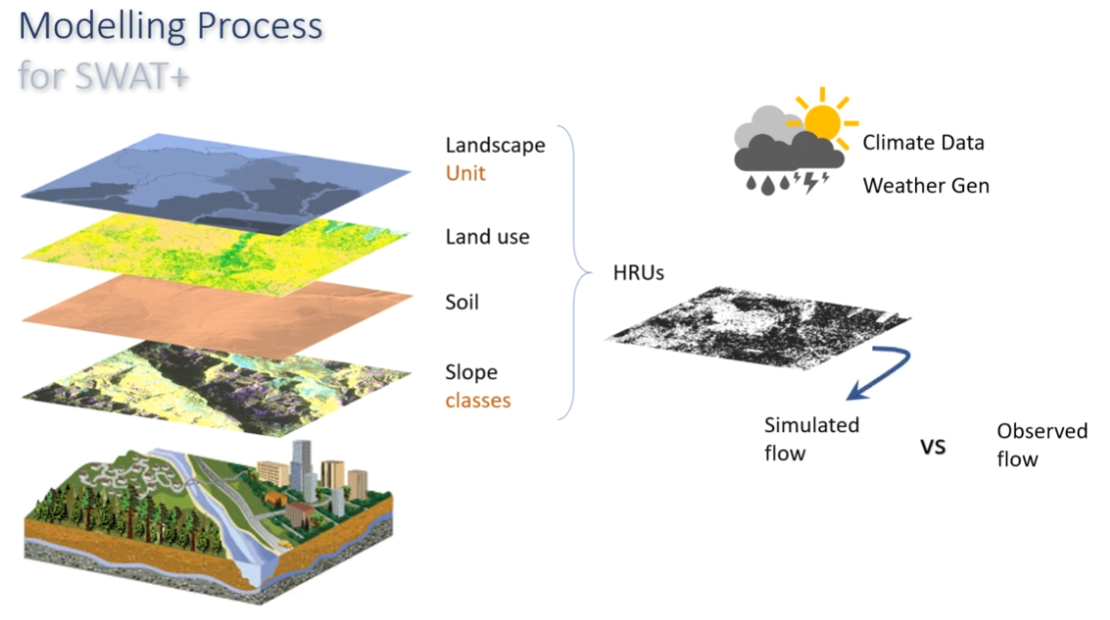 Modelling Process
for SWAT+
Landscape
Unit
Land use
Soil
Slope
classes
HRUs
Climate Data
Weather Gen
Simulated
flow
vs
Observed
flow